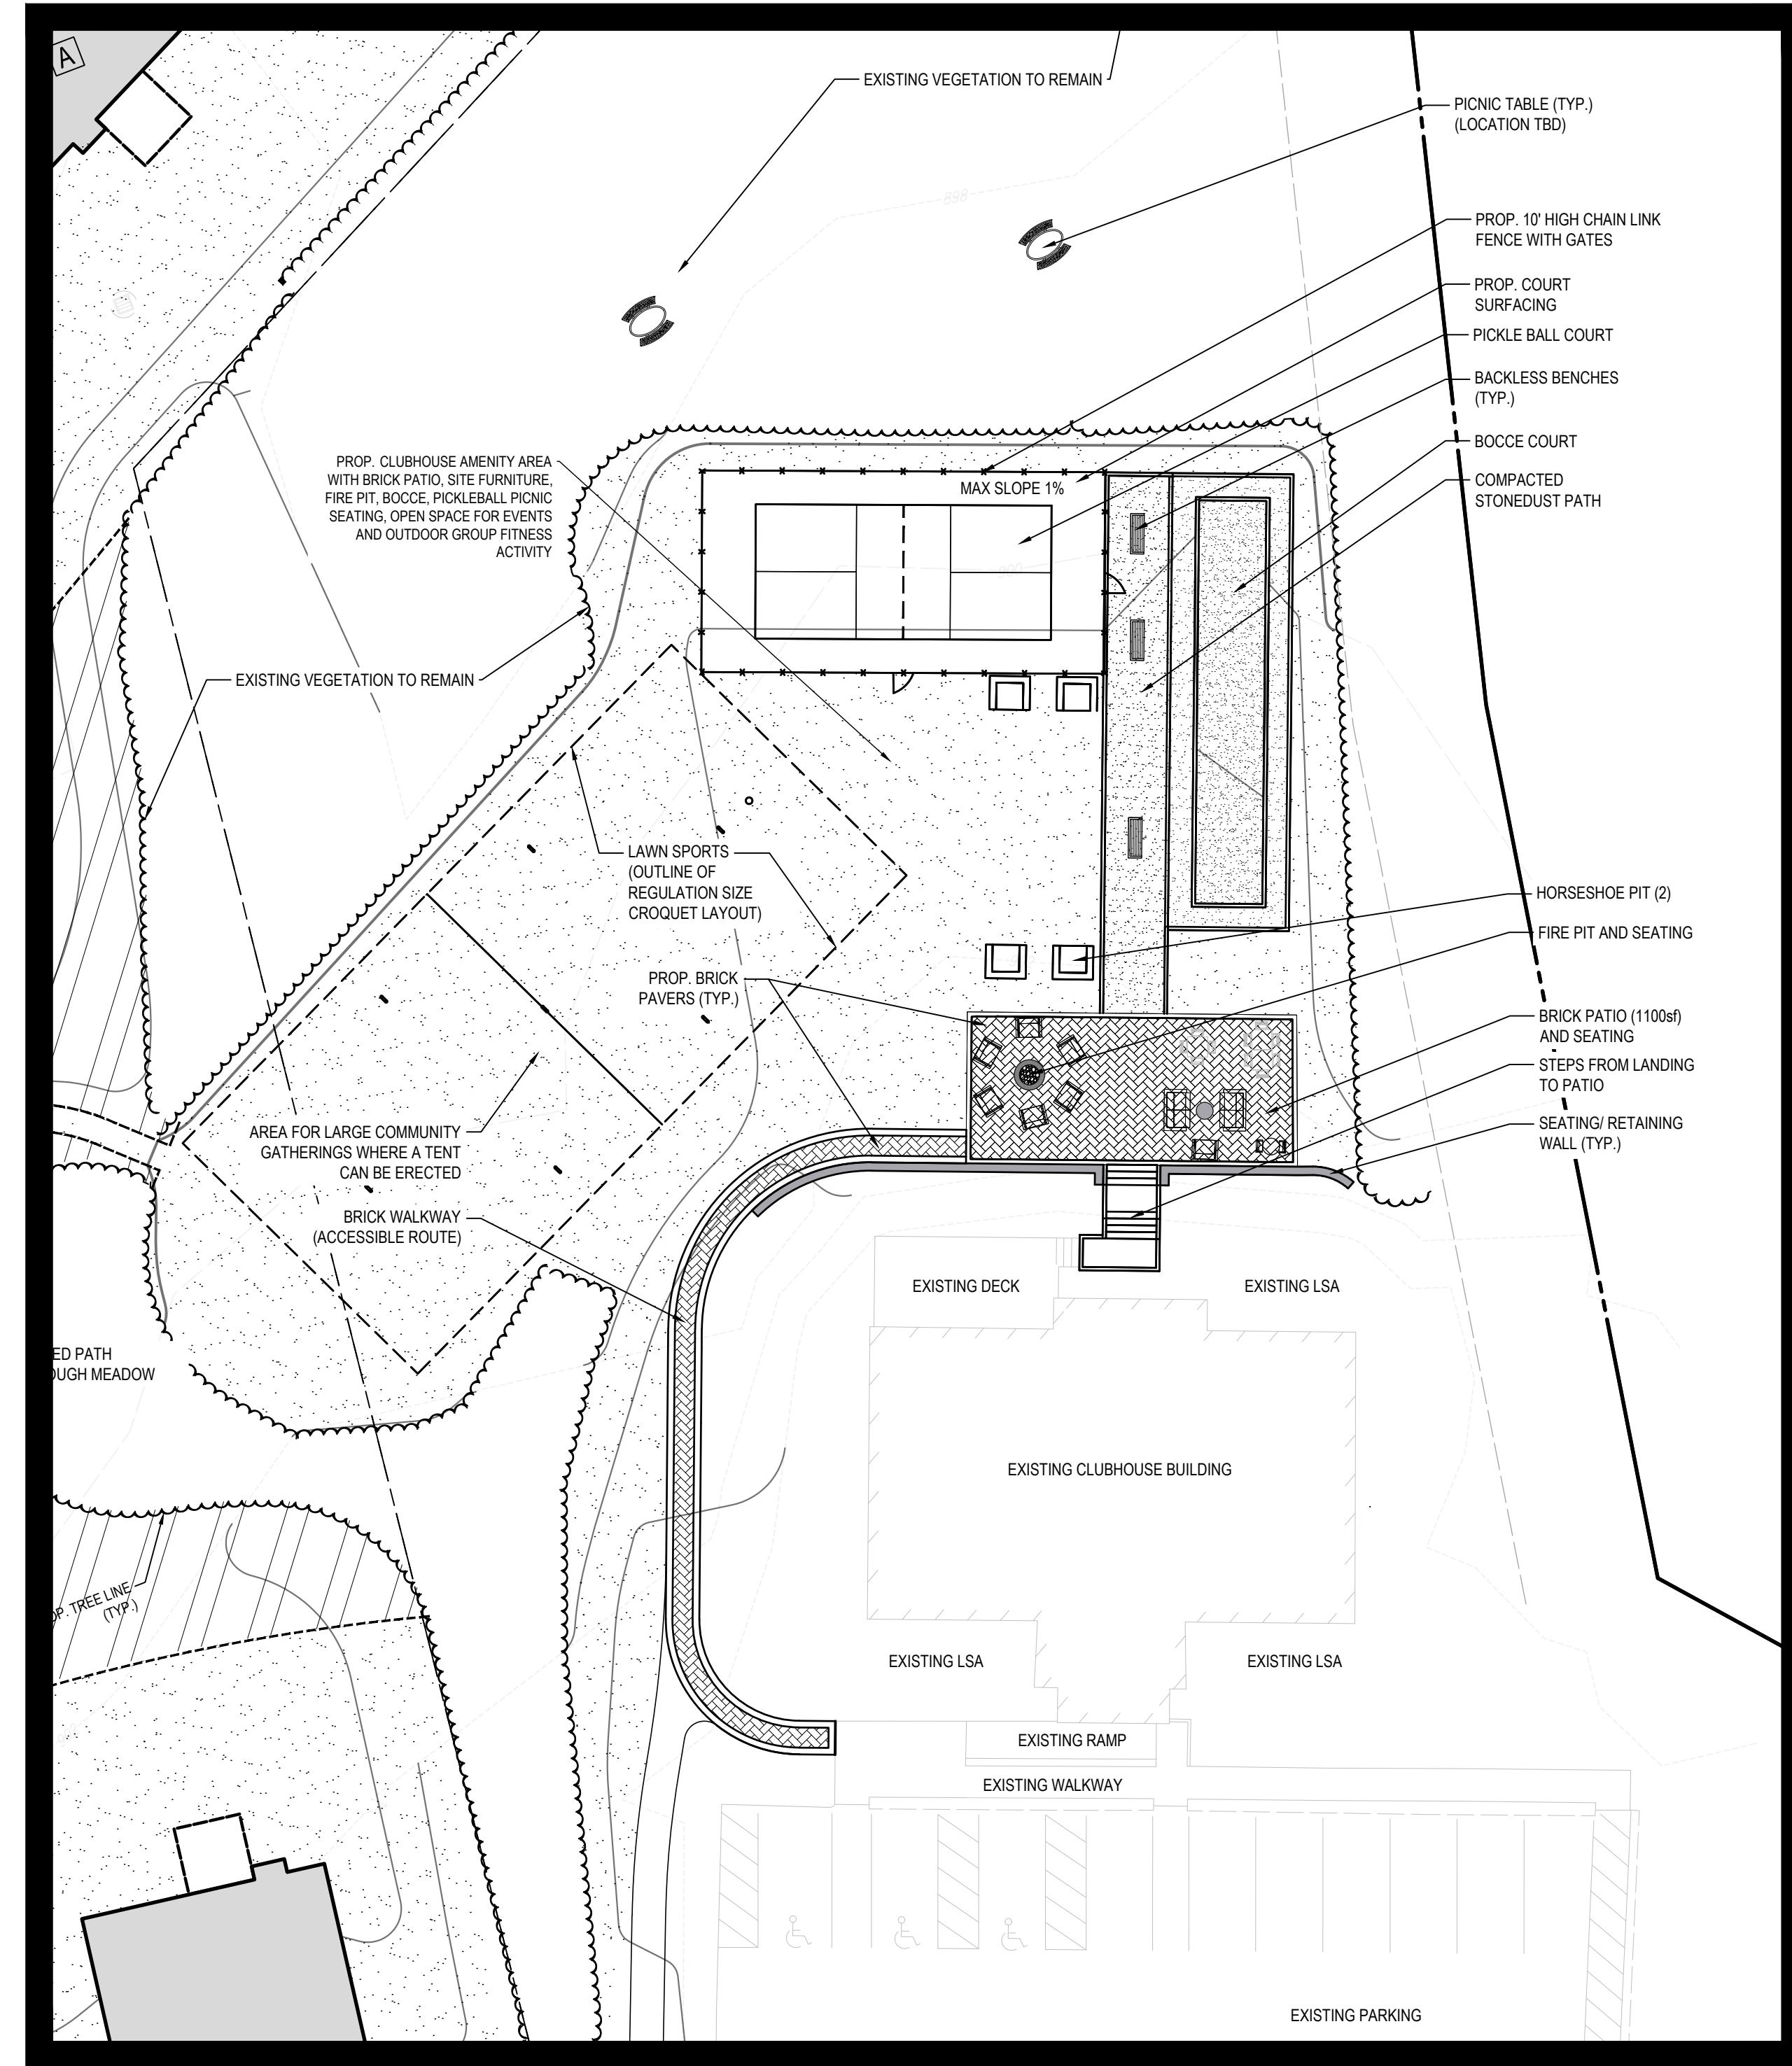 A
EXISTING VEGETATION TO REMAIN
PICNIC TABLE (TYP.)
(LOCATION TBD)
898
PROP. 10' HIGH CHAIN LINK
FENCE WITH GATES
PROP. COURT
SURFACING
PICKLE BALL COURT
BACKLESS BENCHES
(TYP.)
BOCCE COURT
COMPACTED
STONEDUST PATH
PROP. CLUBHOUSE AMENITY AREA
WITH BRICK PATIO, SITE FURNITURE,
FIRE PIT, BOCCE, PICKLEBALL PICNIC
SEATING, OPEN SPACE FOR EVENTS
AND OUTDOOR GROUP FITNESS
ACTIVITY
MAX SLOPE 1%
900
EXISTING VEGETATION TO REMAIN
LAWN SPORTS
(OUTLINE OF
REGULATION SIZE
CROQUET LAYOUT)
HORSESHOE PIT (2)
FIRE PIT AND SEATING
PROP. BRICK
PAVERS (TYP.)
BRICK PATIO (1100sf)
AND SEATING
STEPS FROM LANDING
TO PATIO
SEATING/ RETAINING
WALL (TYP.)
AREA FOR LARGE COMMUNITY
GATHERINGS WHERE A TENT
CAN BE ERECTED
BRICK WALKWAY
(ACCESSIBLE ROUTE)
EXISTING DECK
EXISTING LSA
ED PATH
OUGH MEADOW
EXISTING CLUBHOUSE BUILDING
OP. TREE LINE
(TYP.)
EXISTING LSA
EXISTING LSA
EXISTING RAMP
EXISTING WALKWAY
EXISTING PARKING